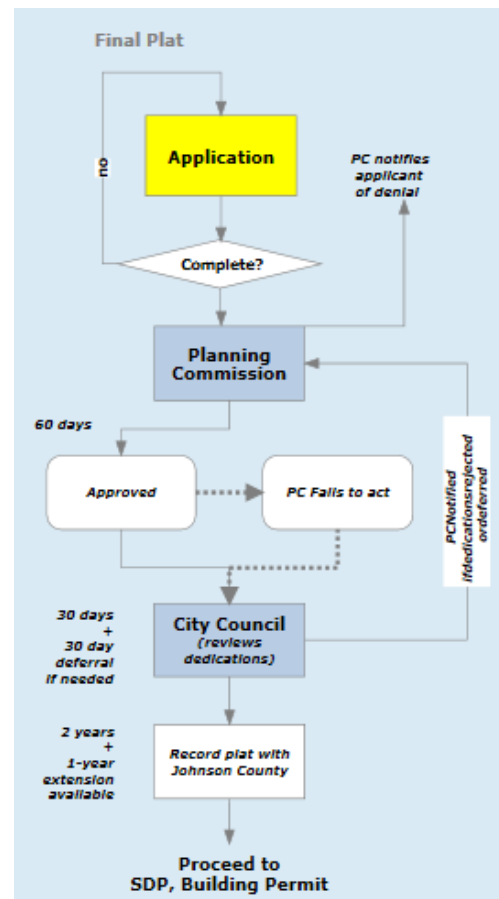 Final Plat
no
Application
PC notifies
applicant
of denial
Complete?
Planning
Commission
60 days
Approved
PC Fails to act
PCNotified
ifdedicationsrejected
ordeferred
30 days
+
30 day
deferral
if needed
City Council
(reviews
dedications)
2 years
+
1-year
extension
available
Record plat with
Johnson County
Proceed to
SDP, Building Permit